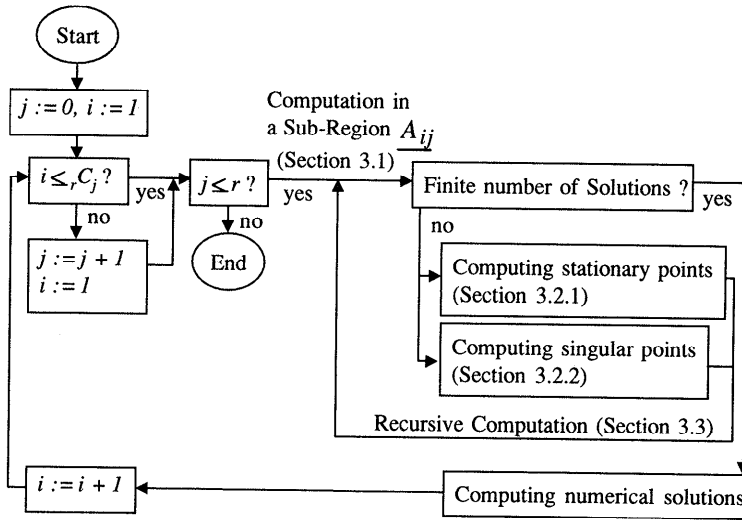 Start
j := 0, i := 1
Computation in
a Sub-Region A_ij
(Section 3.1)
i ≤ _rC_j ?
yes
j ≤ r ?
yes
Finite number of Solutions ?
yes
no
no
no
j := j + 1
i := 1
End
Computing stationary points
(Section 3.2.1)
Computing singular points
(Section 3.2.2)
Recursive Computation (Section 3.3)
i := i + 1
Computing numerical solutions